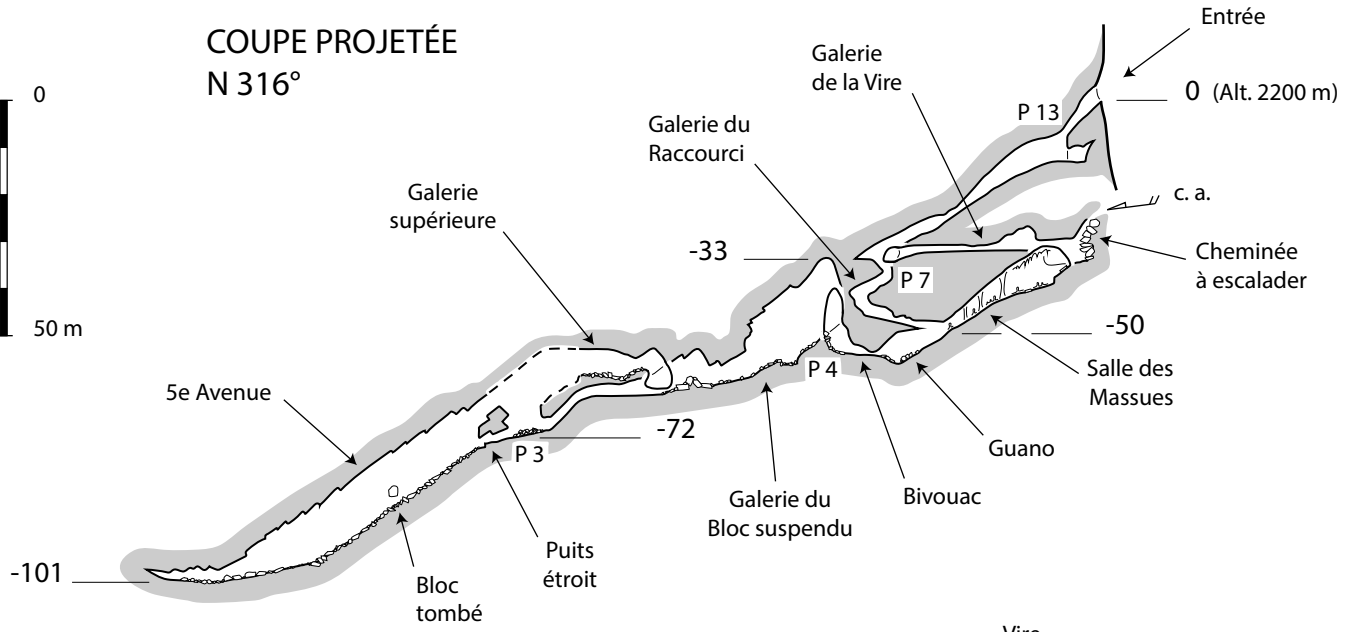 COUPE PROJETÉE
N 316°
Entrée
0
0 (Alt. 2200 m)
Galerie
de la Vire
P 13
Galerie du
Raccourci
Galerie
supérieure
c. a.
-33
Cheminée
à escalader
P 7
50 m
-50
P 4
Salle des
Massues
5e Avenue
-72
P 3
Guano
Galerie du
Bloc suspendu
Bivouac
Puits
étroit
-101
Bloc
tombé
Vire